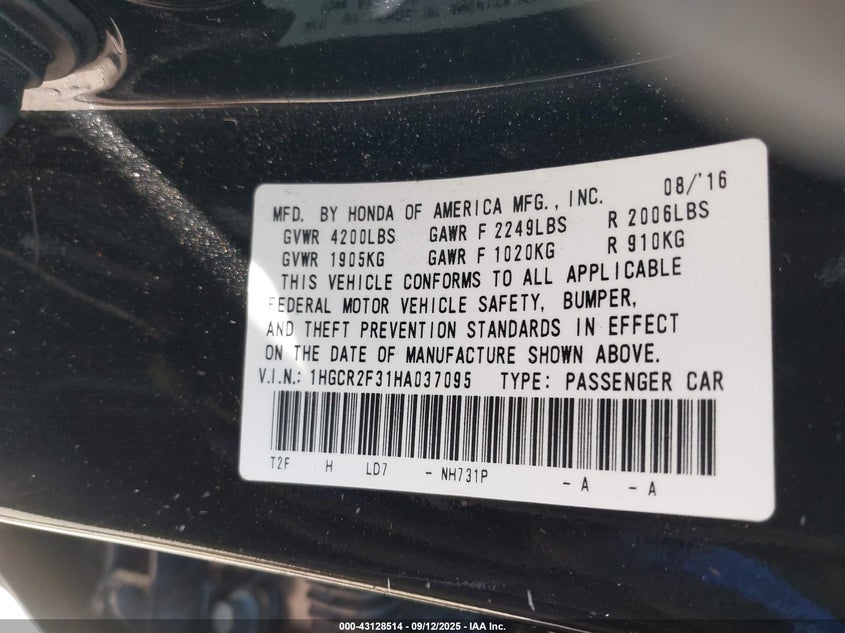 MFD. BY HONDA OF AMERICA MFG., INC. 08/'16
GVWR 4200LBS GAWR F 2249LBS R 2006LBS
GVWR 1905KG GAWR F 1020KG R 910KG
THIS VEHICLE CONFORMS TO ALL APPLICABLE
FEDERAL MOTOR VEHICLE SAFETY, BUMPER,
AND THEFT PREVENTION STANDARDS IN EFFECT
ON THE DATE OF MANUFACTURE SHOWN ABOVE.
V.I.N.: 1HGCR2F31HA037095 TYPE: PASSENGER CAR
T2F H LD7 - NH731P - A - A
000-43128514 - 09/12/2025 - IAA Inc.